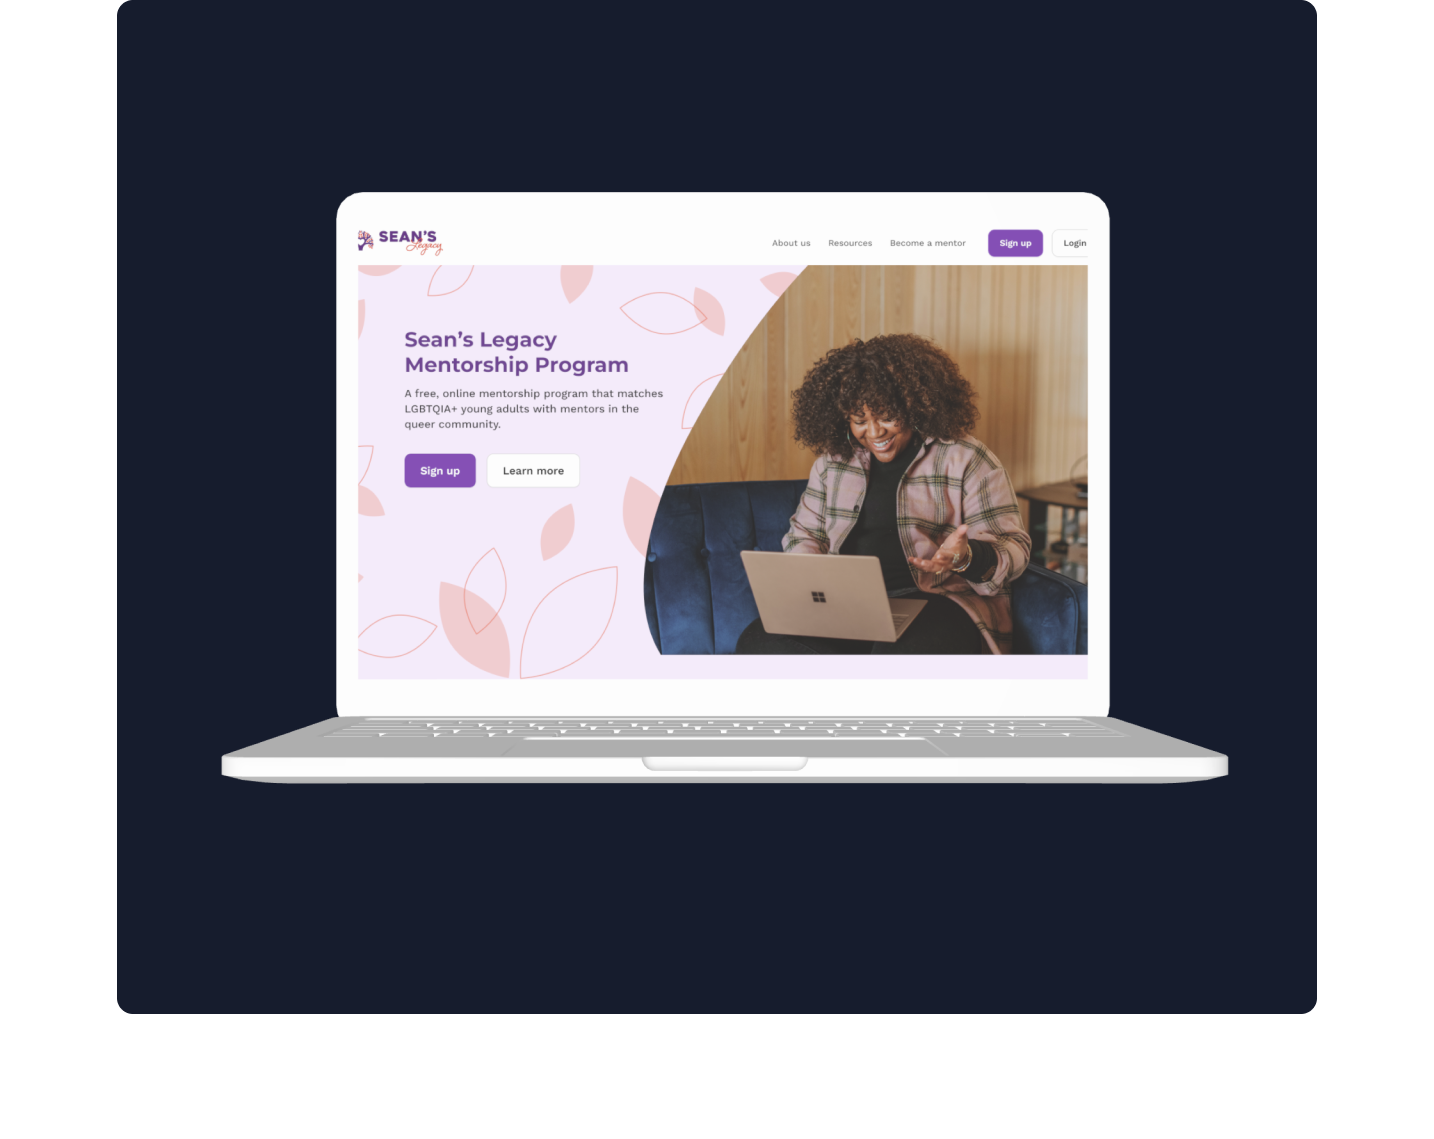 SEAN'S
Legacy
About us
Resources
Become a mentor
Sign up
Login
Sean's Legacy
Mentorship Program
A free, online mentorship program that matches
LGBTQIA+ young adults with mentors in the
queer community.
Sign up
Learn more